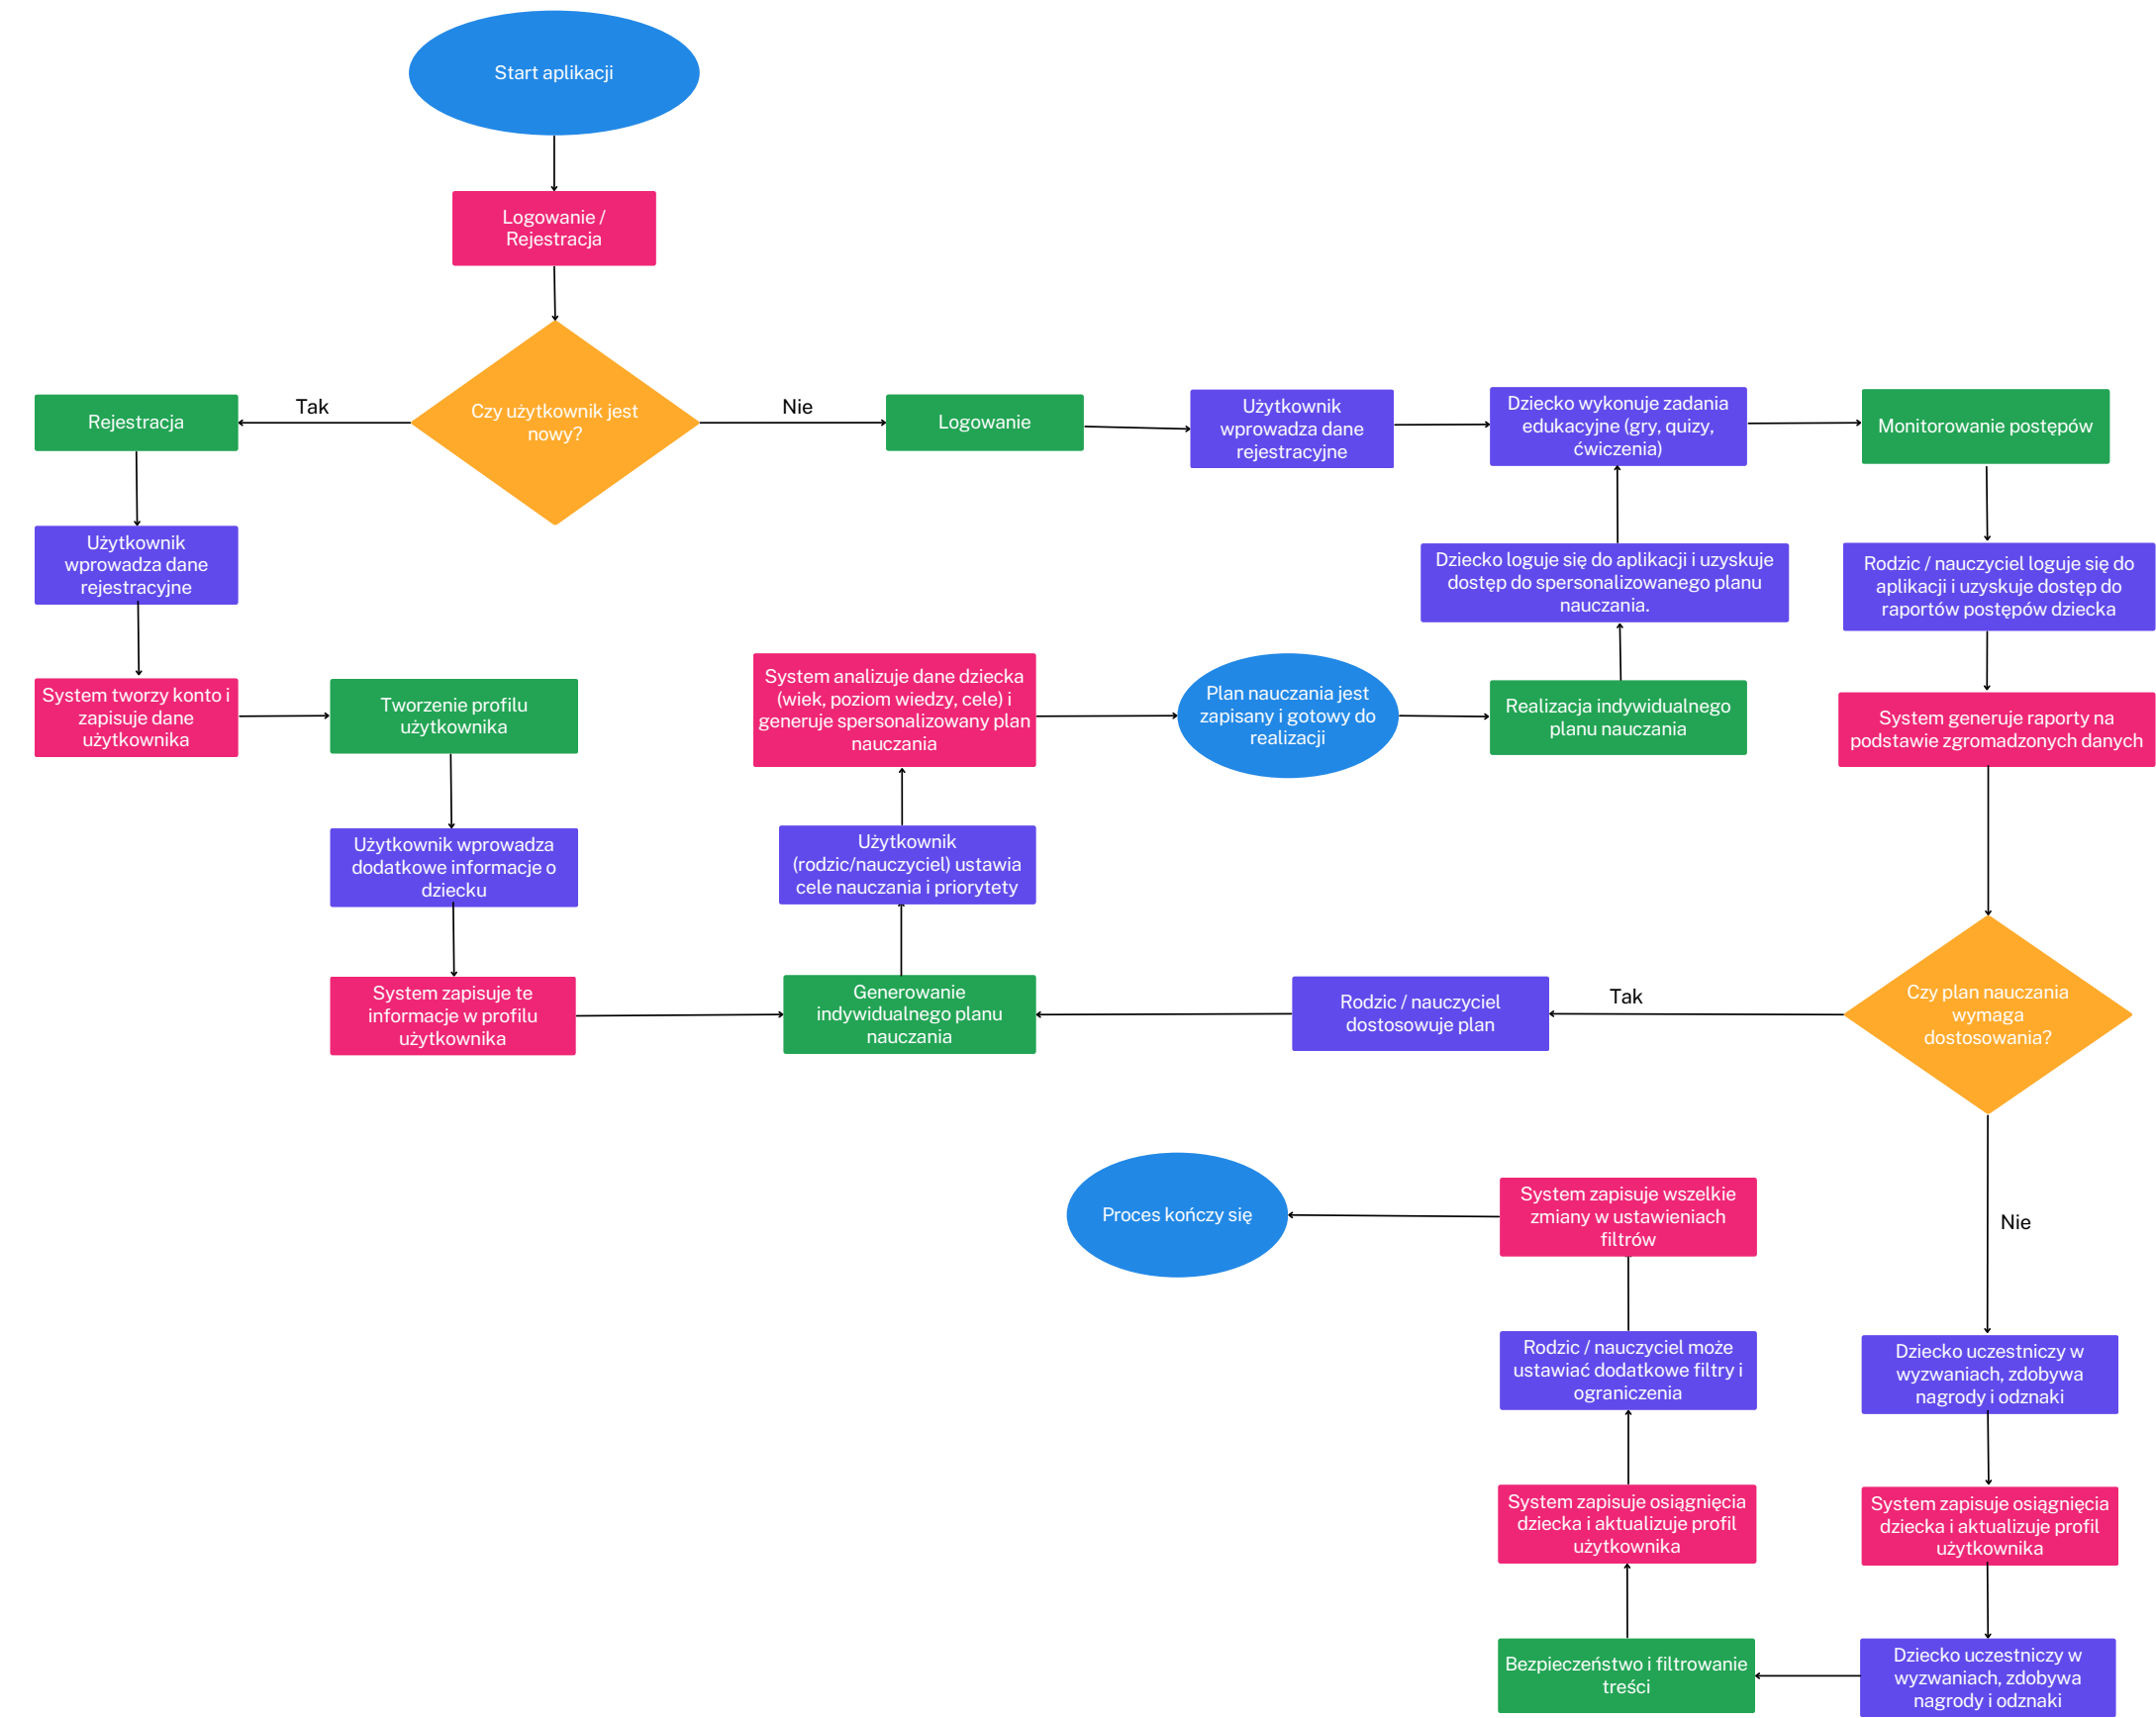 Start aplikacji
Logowanie /
Rejestracja
Czy użytkownik jest
nowy?
Tak
Nie
Rejestracja
Użytkownik
wprowadza dane
rejestracyjne
System tworzy konto i
zapisuje dane
użytkownika
Tworzenie profilu
użytkownika
Użytkownik wprowadza
dodatkowe informacje o
dziecku
System zapisuje te
informacje w profilu
użytkownika
Generowanie
indywidualnego planu
nauczania
Użytkownik
(rodzic/nauczyciel) ustawia
cele nauczania i priorytety
System analizuje dane dziecka
(wiek, poziom wiedzy, cele) i
generuje spersonalizowany plan
nauczania
Plan nauczania jest
zapisany i gotowy do
realizacji
Realizacja indywidualnego
planu nauczania
Dziecko loguje się do aplikacji i uzyskuje
dostęp do spersonalizowanego planu
nauczania.
Logowanie
Użytkownik
wprowadza dane
rejestracyjne
Dziecko wykonuje zadania
edukacyjne (gry, quizy,
ćwiczenia)
Monitorowanie postępów
Rodzic / nauczyciel loguje się do
aplikacji i uzyskuje dostęp do
raportów postępów dziecka
System generuje raporty na
podstawie zgromadzonych danych
Czy plan nauczania
wymaga
dostosowania?
Tak
Rodzic / nauczyciel
dostosowuje plan
Nie
Dziecko uczestniczy w
wyzwaniach, zdobywa
nagrody i odznaki
System zapisuje osiągnięcia
dziecka i aktualizuje profil
użytkownika
Dziecko uczestniczy w
wyzwaniach, zdobywa
nagrody i odznaki
Bezpieczeństwo i filtrowanie
treści
System zapisuje osiągnięcia
dziecka i aktualizuje profil
użytkownika
Rodzic / nauczyciel może
ustawiać dodatkowe filtry i
ograniczenia
System zapisuje wszelkie
zmiany w ustawieniach
filtrów
Proces kończy się